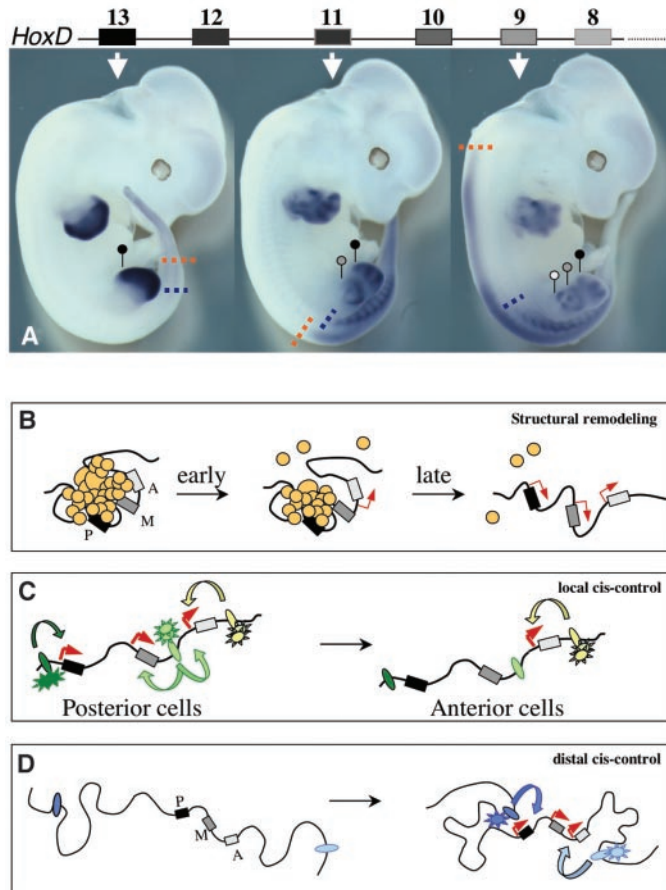 13 12 11 10 9 8
HoxD
A
B Structural remodeling
early late
A
M
P
C local cis-control
Posterior cells Anterior cells
D distal cis-control
P
M
A